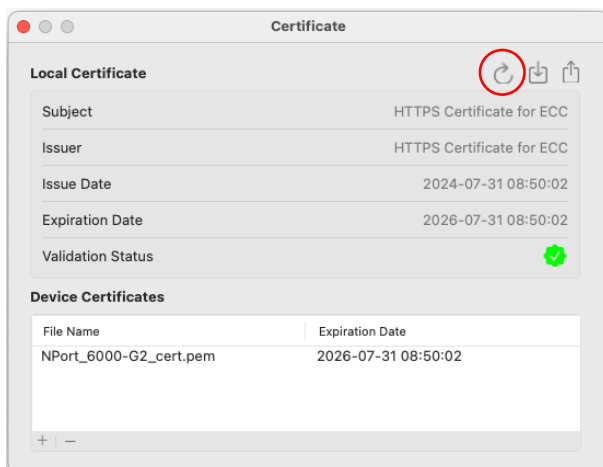 Certificate
Local Certificate
Subject HTTPS Certificate for ECC
Issuer HTTPS Certificate for ECC
Issue Date 2024-07-31 08:50:02
Expiration Date 2026-07-31 08:50:02
Validation Status
Device Certificates
File Name Expiration Date
NPort_6000-G2_cert.pem 2026-07-31 08:50:02
+ | −